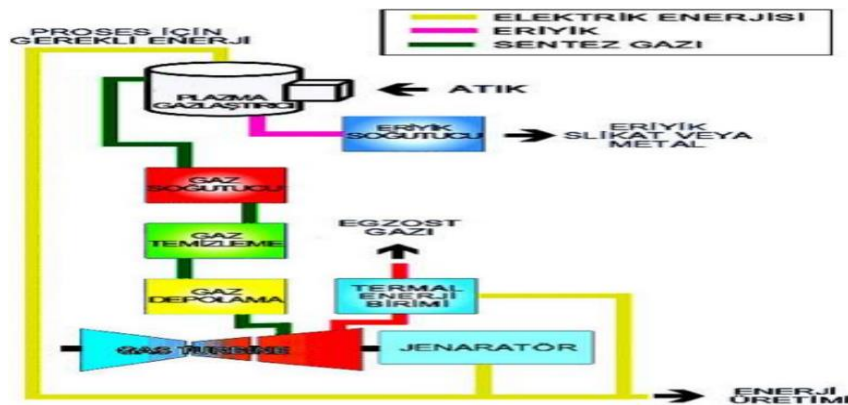 ELEKTRİK ENERJİSİ
ERİYİK
SENTEZ GAZI
PROSES İÇİN
GEREKLİ ENERJİ
PLAZMA
GAZLAŞTIRICI
ATIK
ERİYİK
SOĞUTUCU
ERİYİK
SLİKAT VEYA
METAL
GAZ
SOĞUTUCU
GAZ
TEMİZLEME
EGZOST
GAZI
GAZ
DEPOLAMA
TERMAL
ENERJİ
BİRİMİ
GAS TURBINE
JENARATÖR
ENERJİ
ÜRETİMİ